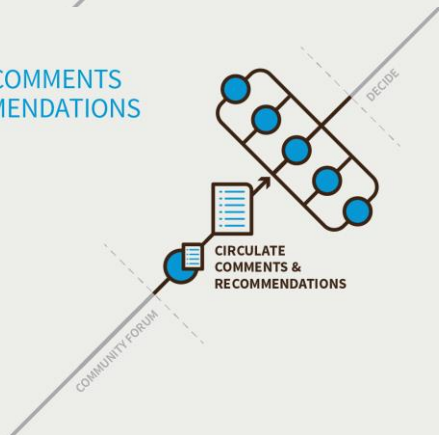 COMMENTS
MENDATIONS
DECIDE
CIRCULATE
COMMENTS &
RECOMMENDATIONS
COMMUNITY FORUM